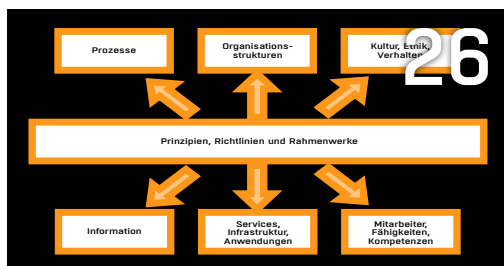 26
Prozesse
Organisations-
strukturen
Kultur, Ethik,
Verhalten
Prinzipien, Richtlinien und Rahmenwerke
Information
Services,
Infrastruktur,
Anwendungen
Mitarbeiter,
Fähigkeiten,
Kompetenzen